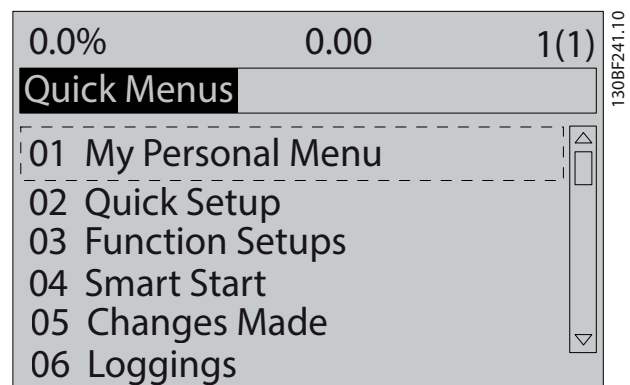 0.0% 0.00 1(1)
Quick Menus
01 My Personal Menu
02 Quick Setup
03 Function Setups
04 Smart Start
05 Changes Made
06 Loggings
130BF241.10